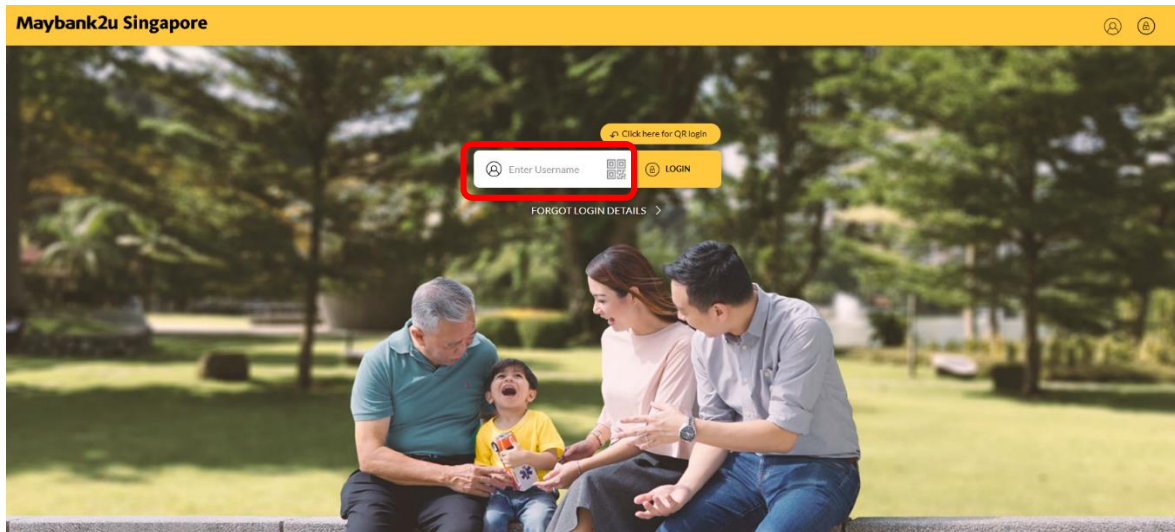 Maybank2u Singapore
Click here for QR login
Enter Username
LOGIN
FORGOT LOGIN DETAILS >